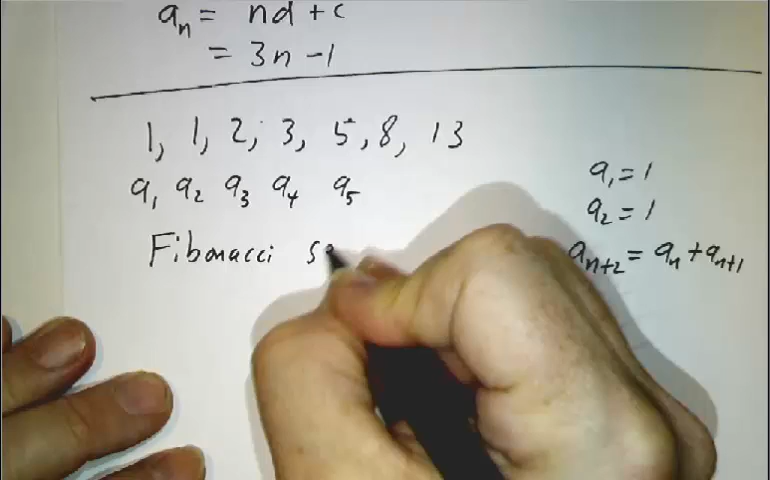 aₙ = nd + c
= 3n - 1
1, 1, 2, 3, 5, 8, 13
a₁ a₂ a₃ a₄ a₅
Fibonacci
a₁ = 1
a₂ = 1
aₙ₊₂ = aₙ + aₙ₊₁